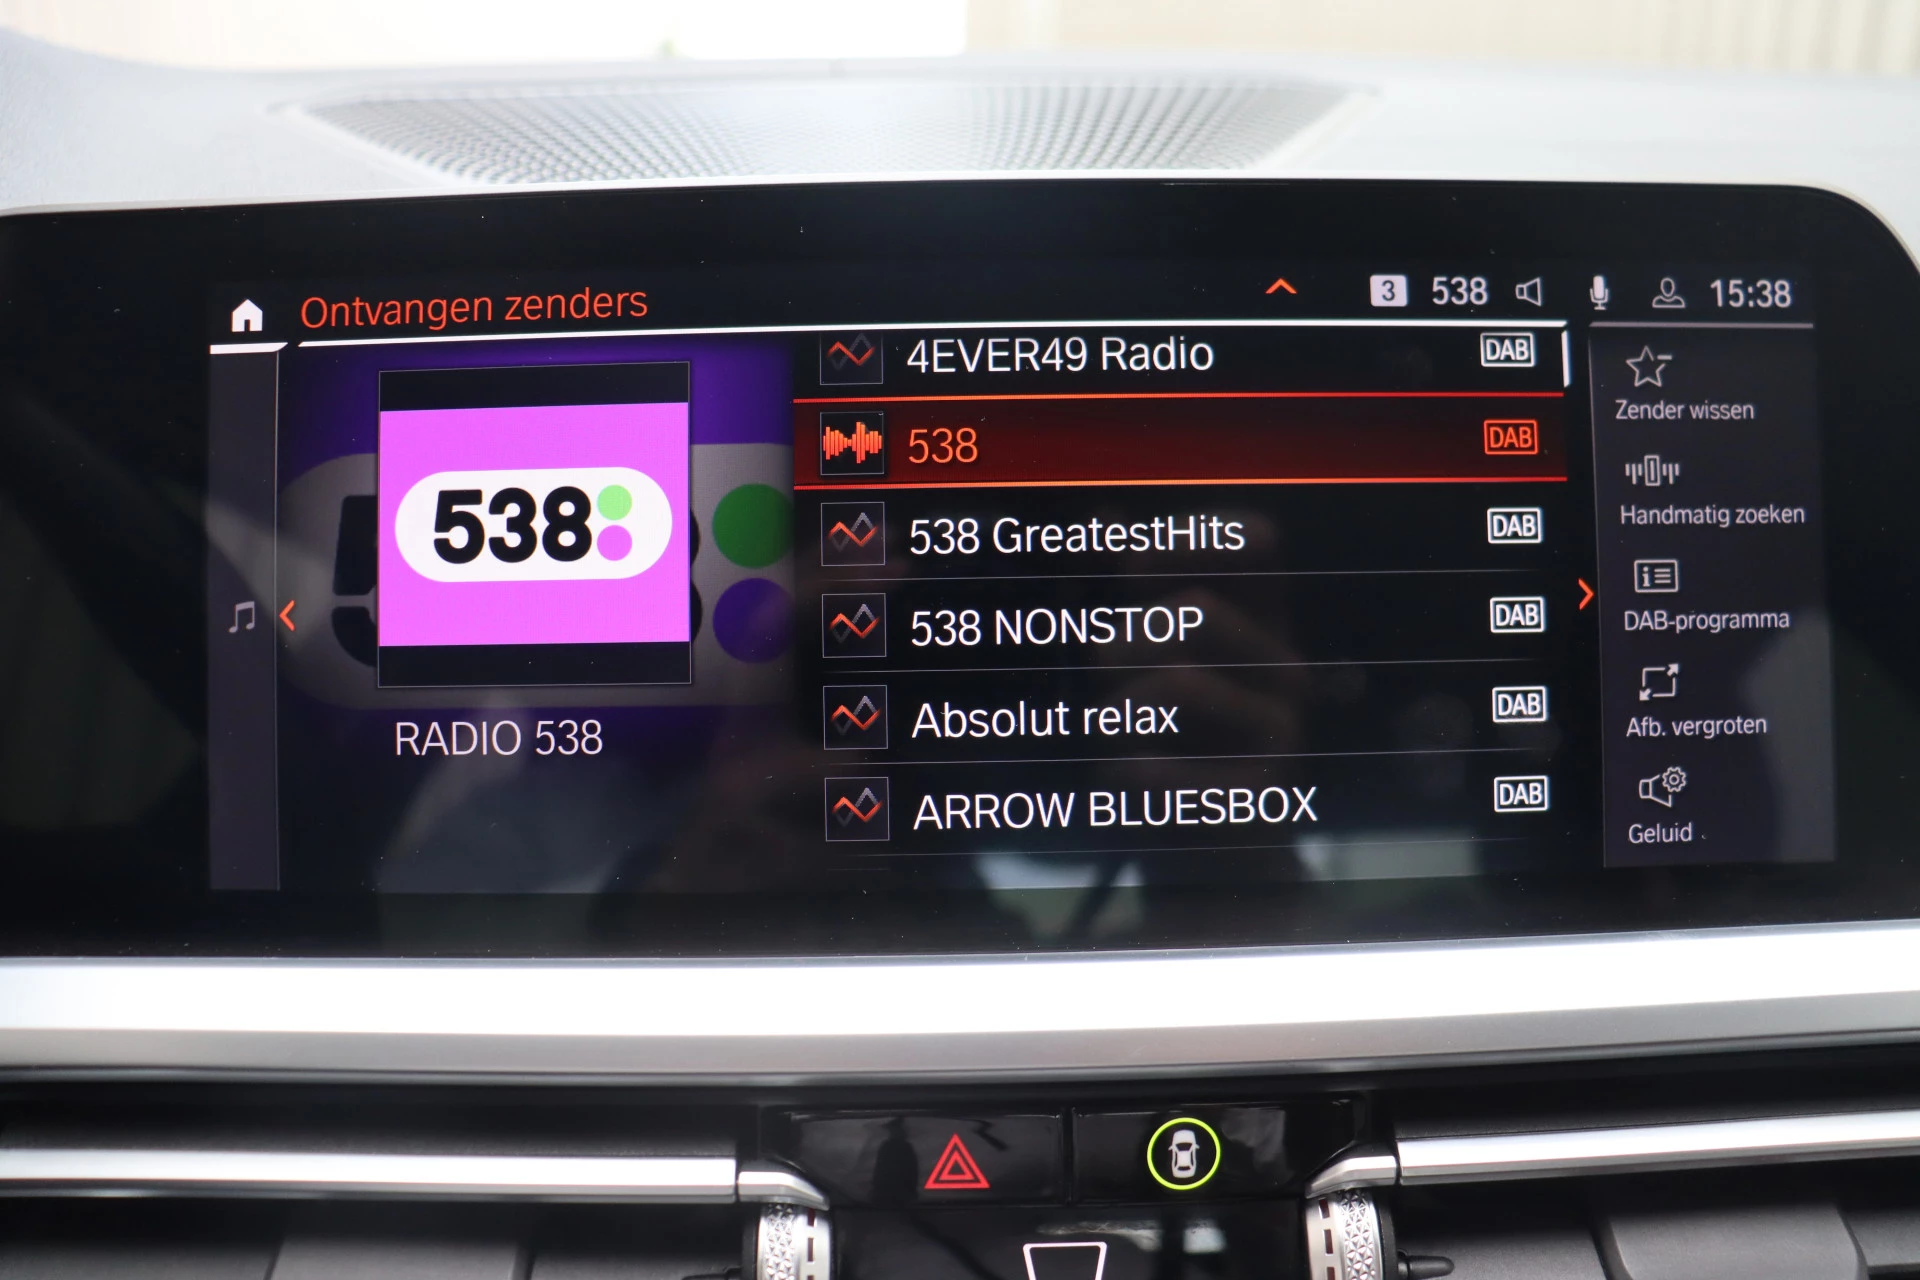 Ontvangen zenders
3 538 15:38
538
RADIO 538
4EVER49 Radio DAB
538 DAB
538 GreatestHits DAB
538 NONSTOP DAB
Absolut relax DAB
ARROW BLUESBOX DAB
Zender wissen
Handmatig zoeken
DAB-programma
Afb. vergroten
Geluid